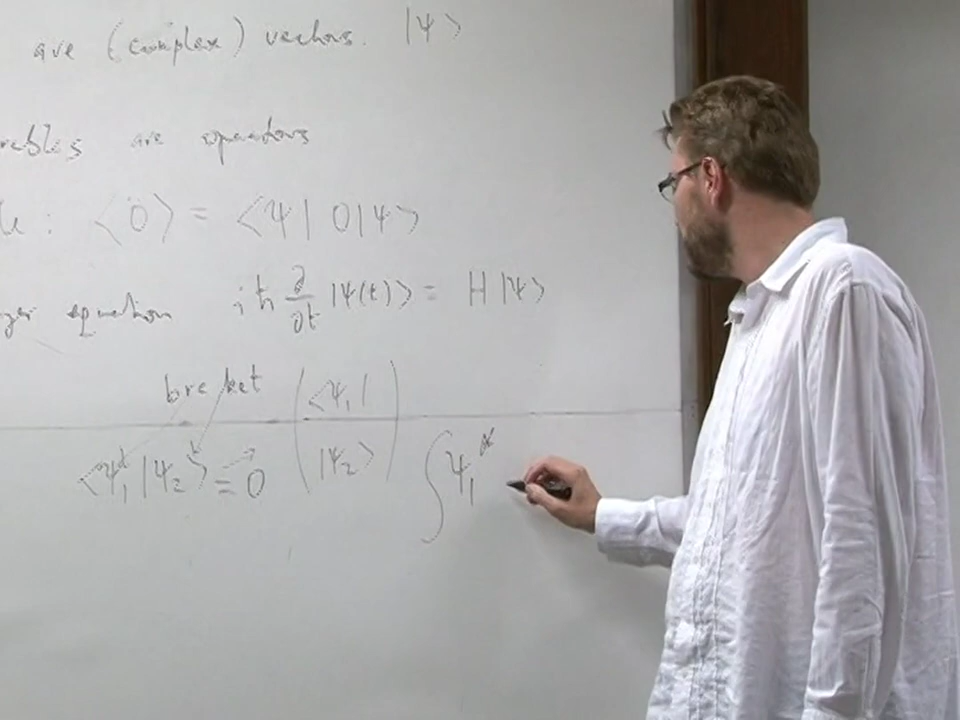 are (complex) vectors. |ψ⟩
rables are operators
le : ⟨O⟩ = ⟨ψ| O|ψ⟩
ger equation iħ ∂/∂t |ψ(t)⟩ = H |ψ⟩
bra ket
⟨ψ₁|
⟨ψ₁|ψ₂⟩ = 0
|ψ₂⟩
∫ ψ₁*